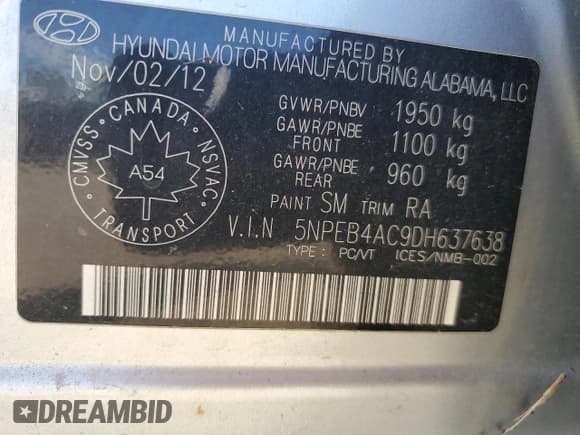 MANUFACTURED BY
HYUNDAI MOTOR MANUFACTURING ALABAMA, LLC
Nov/02/12
GVWR/PNBV 1950 kg
GAWR/PNBE FRONT 1100 kg
GAWR/PNBE REAR 960 kg
PAINT SM TRIM RA
V.I.N 5NPEB4AC9DH637638
TYPE : PC/VT ICES/NMB-002
CANADA
CMVSS · NSVAC
A54
TRANSPORT
DREAMBID